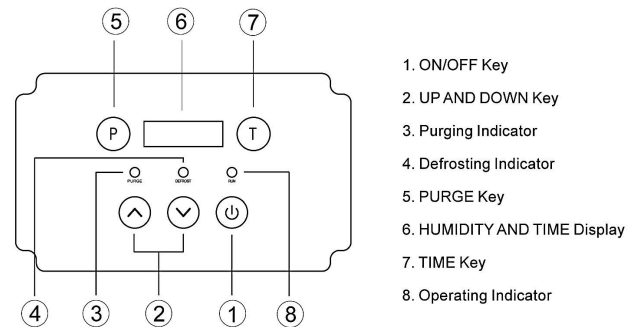 5 6 7
P T
PURGE DEFROST RUN
4 3 2 1 8
1. ON/OFF Key
2. UP AND DOWN Key
3. Purging Indicator
4. Defrosting Indicator
5. PURGE Key
6. HUMIDITY AND TIME Display
7. TIME Key
8. Operating Indicator